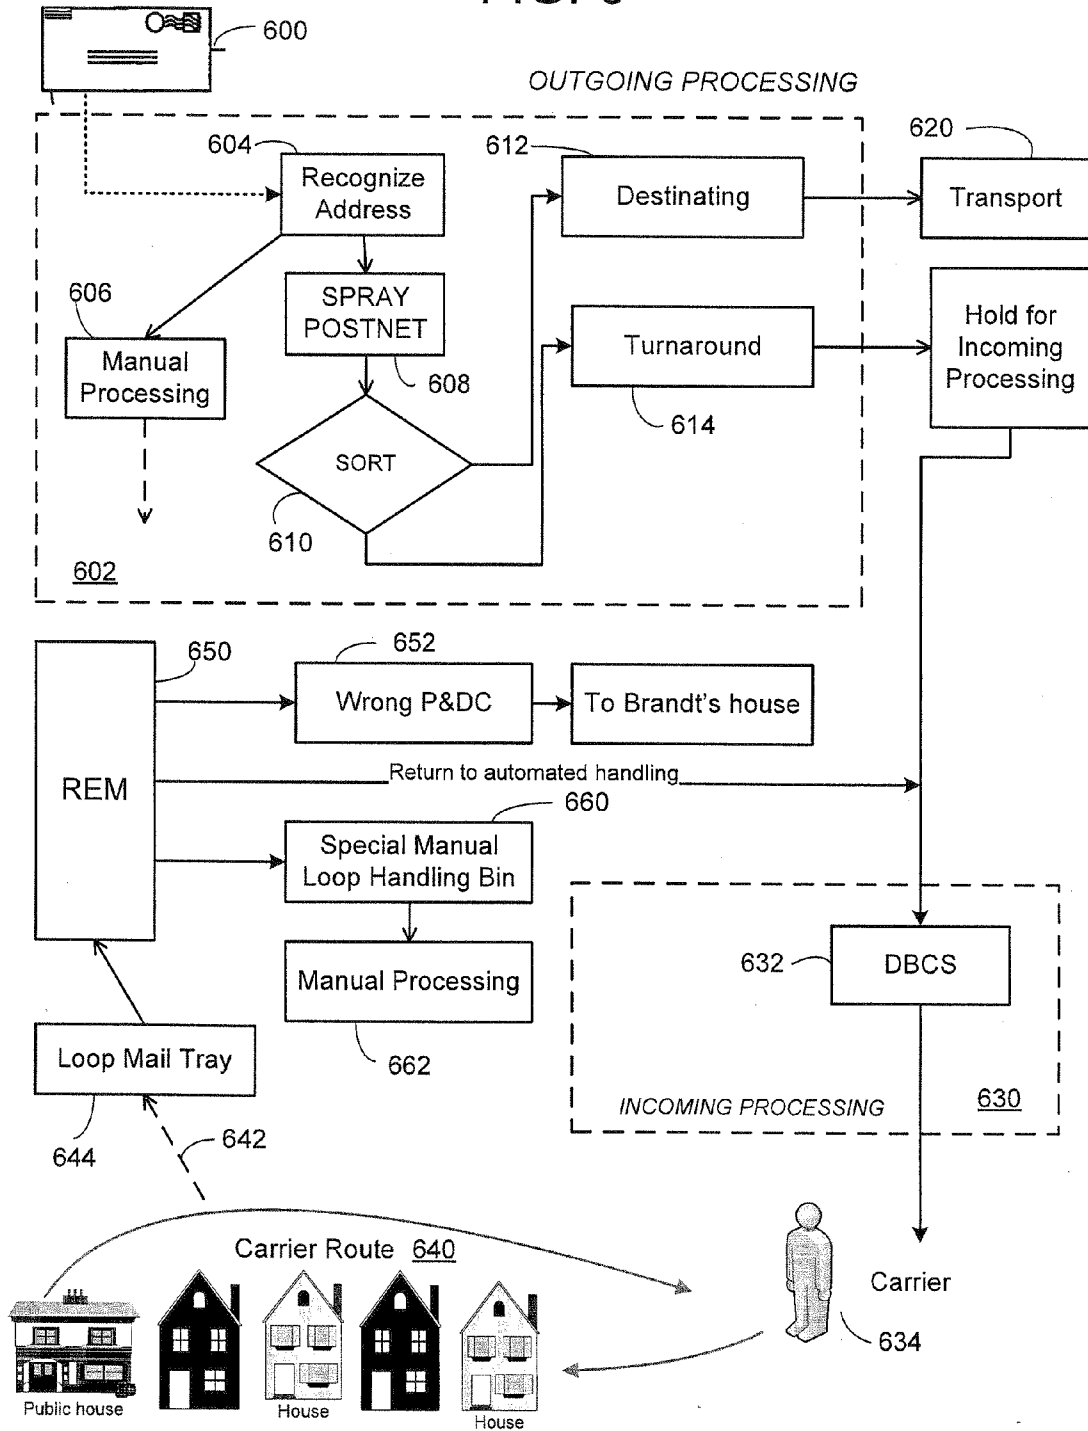 600
OUTGOING PROCESSING
604
Recognize
Address
612
Destinating
620
Transport
606
Manual
Processing
SPRAY
POSTNET
608
Turnaround
614
Hold for
Incoming
Processing
SORT
610
602
REM
650
652
Wrong P&DC
To Brandt's house
Return to automated handling
660
Special Manual
Loop Handling Bin
Manual Processing
662
632
DBCS
INCOMING PROCESSING
630
Loop Mail Tray
644
642
Carrier Route 640
Carrier
634
Public house
House
House